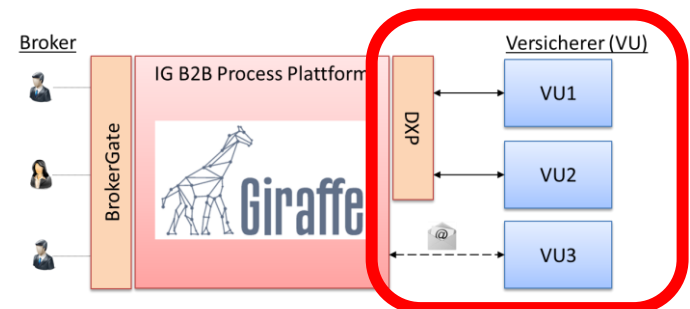 Broker
Versicherer (VU)
IG B2B Process Plattform
BrokerGate
Giraffe
DXP
VU1
VU2
@
VU3